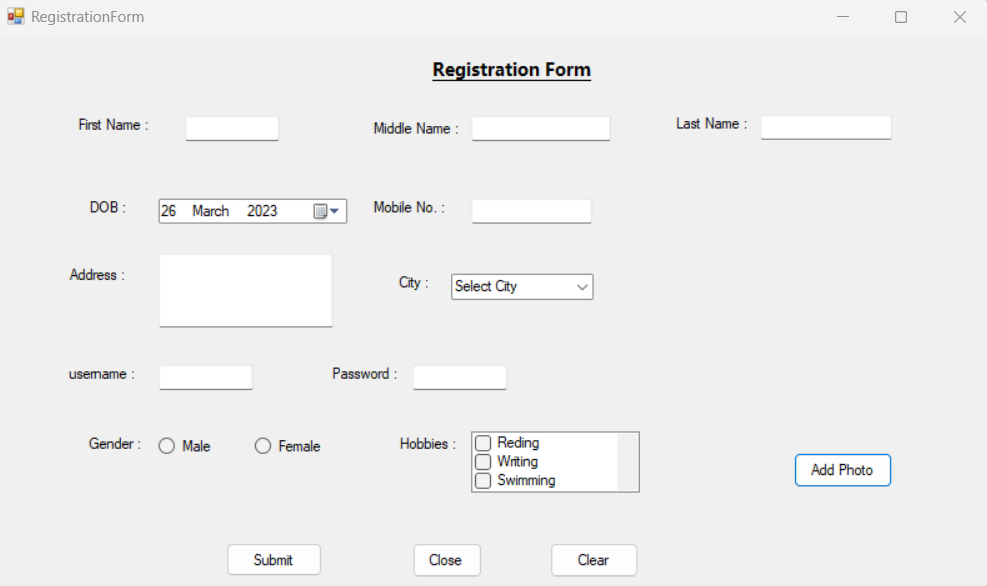 RegistrationForm
Registration Form
First Name :
Middle Name :
Last Name :
DOB :
26 March 2023
Mobile No. :
Address :
City :
Select City
username :
Password :
Gender :
Male
Female
Hobbies :
Reding
Writing
Swimming
Add Photo
Submit
Close
Clear